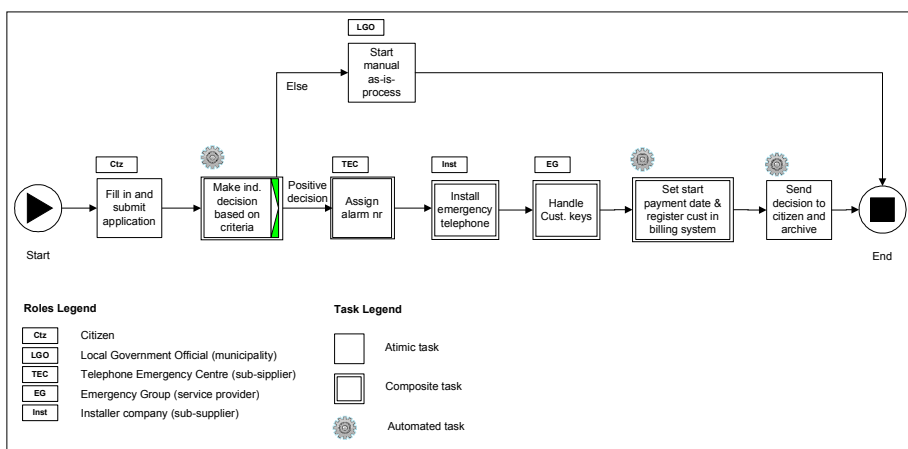 LGO
Start
manual
as-is-
process
Else
Ctz
Fill in and
submit
application
Make ind.
decision
based on
criteria
Positive
decision
TEC
Assign
alarm nr
Inst
Install
emergency
telephone
EG
Handle
Cust. keys
Set start
payment date &
register cust in
billing system
Send
decision to
citizen and
archive
Start
End
Roles Legend
Ctz Citizen
LGO Local Government Official (municipality)
TEC Telephone Emergency Centre (sub-sipplier)
EG Emergency Group (service provider)
Inst Installer company (sub-supplier)
Task Legend
Atimic task
Composite task
Automated task